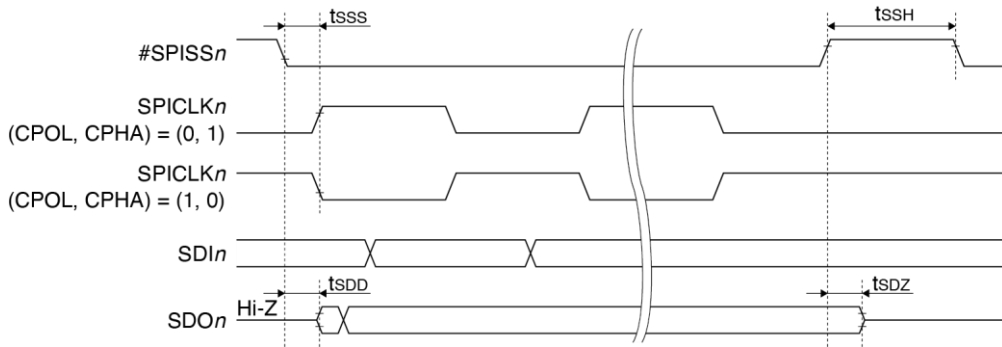 tSSS
tSSH
#SPISSn
SPICLKn
(CPOL, CPHA) = (0, 1)
SPICLKn
(CPOL, CPHA) = (1, 0)
SDIn
tSDD
tSDZ
Hi-Z
SDOn